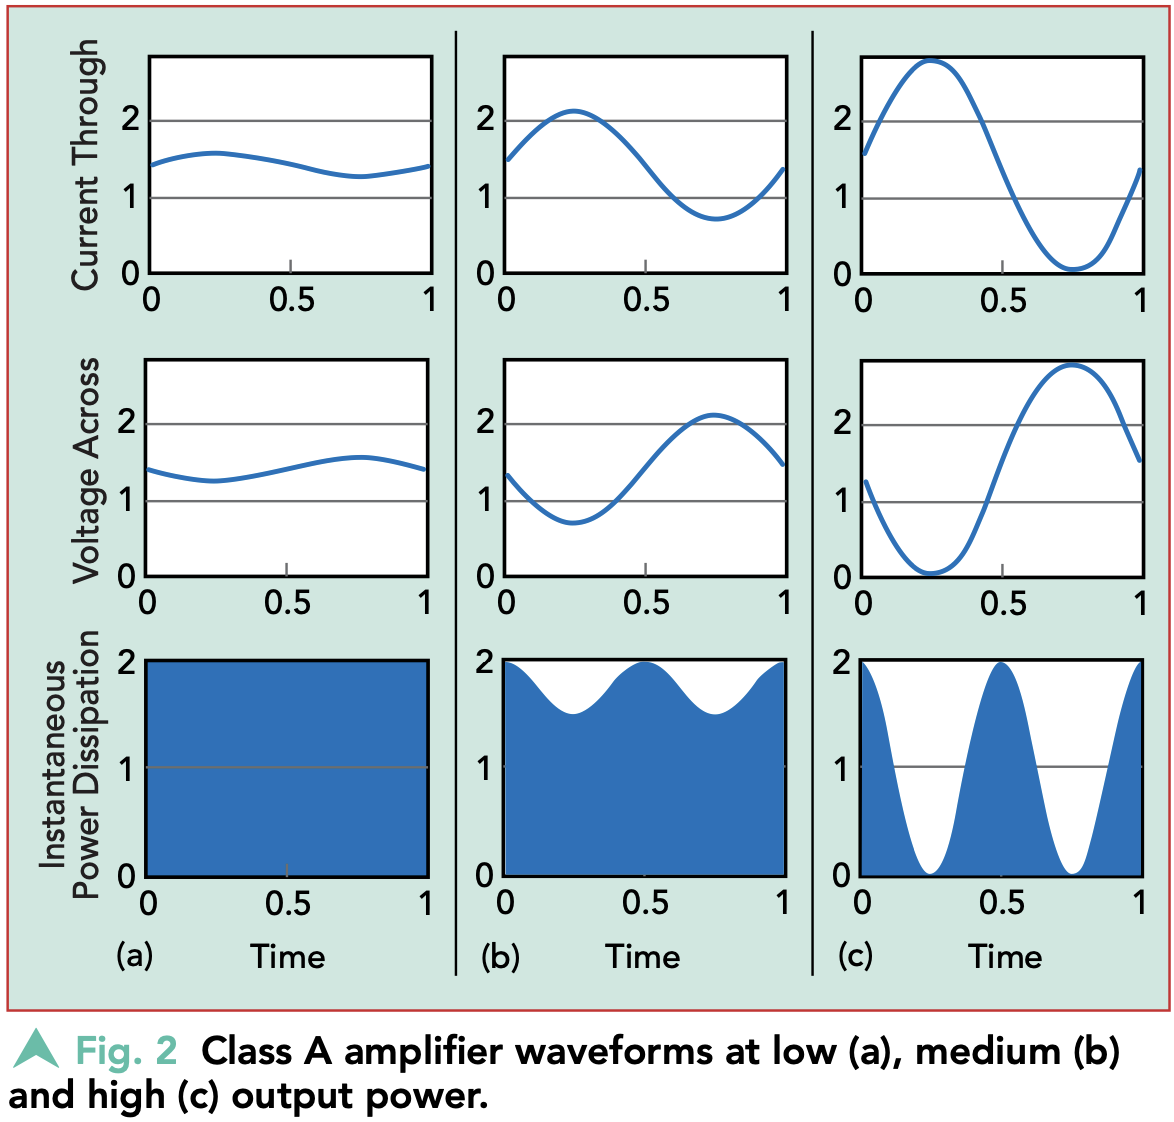 Current Through
2
1
0
0 0.5 1
2
1
0
0 0.5 1
2
1
0
0 0.5 1
Voltage Across
2
1
0
0 0.5 1
2
1
0
0 0.5 1
2
1
0
0 0.5 1
Instantaneous
Power Dissipation
2
1
0
0 0.5 1
2
1
0
0 0.5 1
2
1
0
0 0.5 1
(a) Time
(b) Time
(c) Time
Fig. 2 Class A amplifier waveforms at low (a), medium (b)
and high (c) output power.